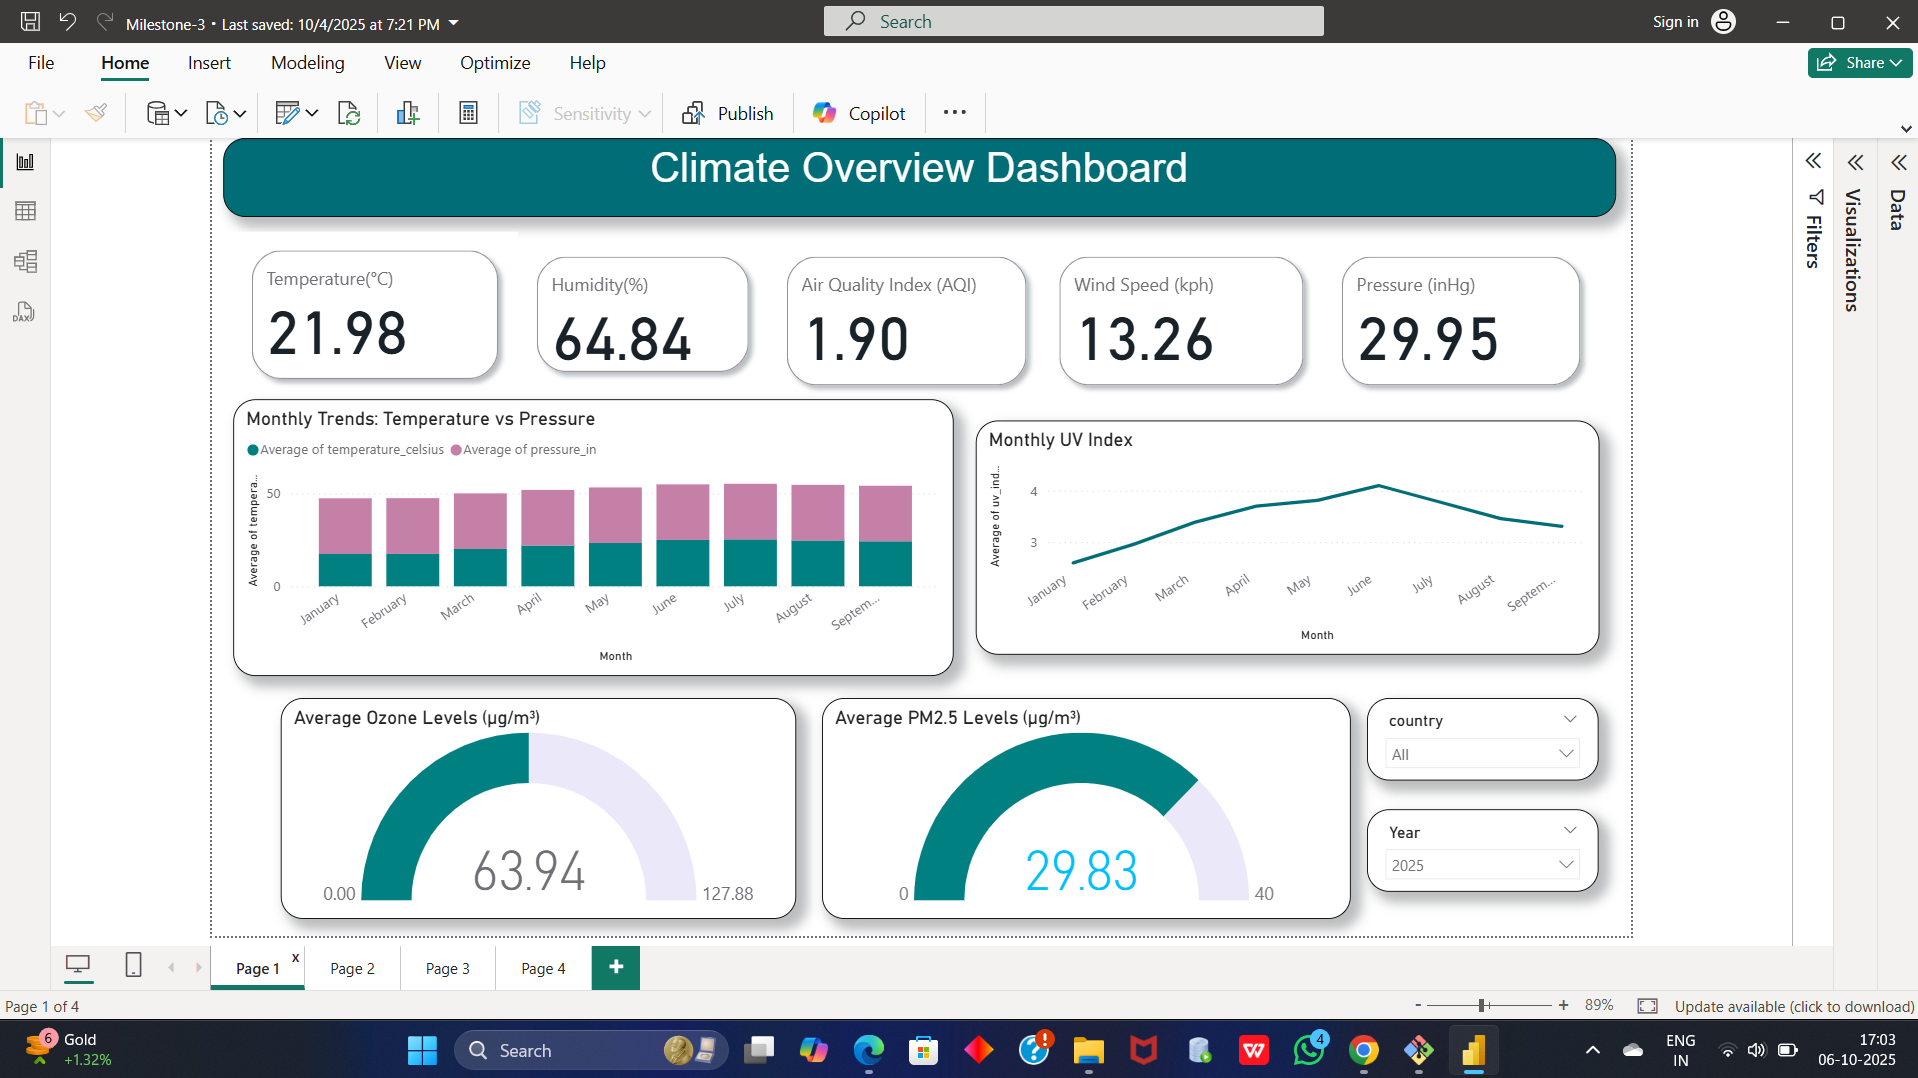 Milestone-3 • Last saved: 10/4/2025 at 7:21 PM
Search
Sign in
File
Home
Insert
Modeling
View
Optimize
Help
Share
Sensitivity
Publish
Copilot
Climate Overview Dashboard
Temperature(°C)
21.98
Humidity(%)
64.84
Air Quality Index (AQI)
1.90
Wind Speed (kph)
13.26
Pressure (inHg)
29.95
Filters
Visualizations
Data
DAX
Monthly Trends: Temperature vs Pressure
Average of temperature_celsius
Average of pressure_in
Average of tempera...
50
0
January
February
March
April
May
June
July
August
Septem...
Month
Monthly UV Index
Average of uv_ind...
4
3
January
February
March
April
May
June
July
August
Septem...
Month
Average Ozone Levels (µg/m³)
63.94
0.00
127.88
Average PM2.5 Levels (µg/m³)
29.83
0
40
country
All
Year
2025
Page 1
x
Page 2
Page 3
Page 4
+
Page 1 of 4
- + 89%
Update available (click to download)
6
Gold
+1.32%
Search
4
ENG
IN
17:03
06-10-2025